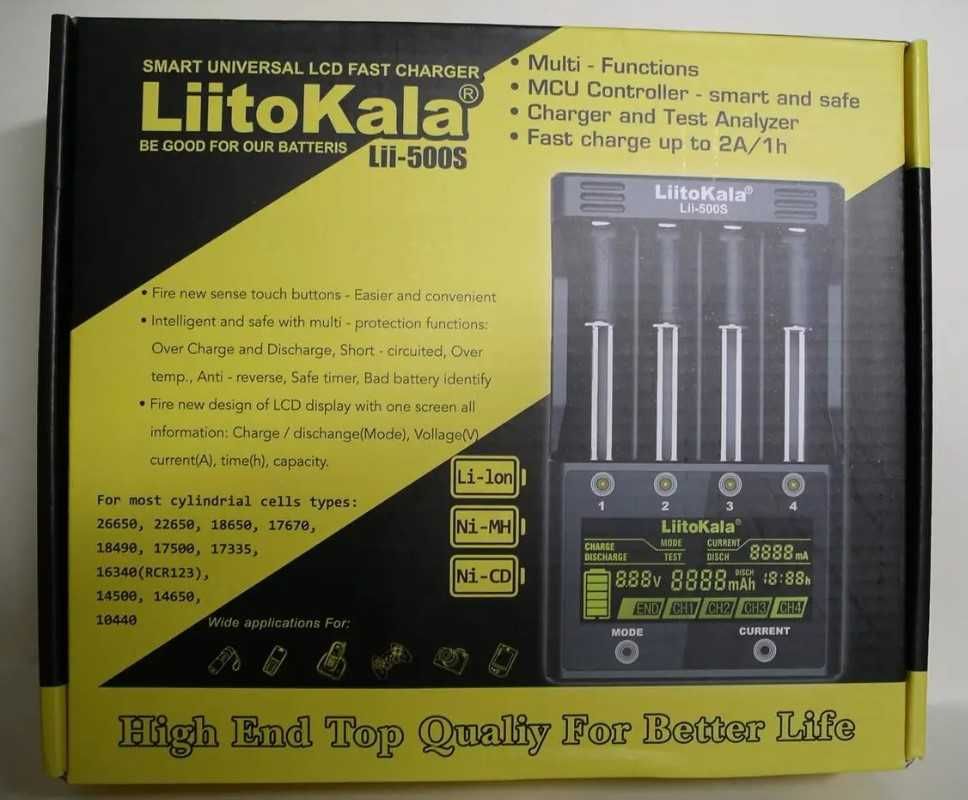 SMART UNIVERSAL LCD FAST CHARGER
LiitoKala®
BE GOOD FOR OUR BATTERIS
Lii-500S
• Multi - Functions
• MCU Controller - smart and safe
• Charger and Test Analyzer
• Fast charge up to 2A/1h
LiitoKala®
Lii-500S
• Fire new sense touch buttons - Easier and convenient
• Intelligent and safe with multi - protection functions:
Over Charge and Discharge, Short - circuited, Over
temp., Anti - reverse, Safe timer, Bad battery identify
• Fire new design of LCD display with one screen all
information: Charge / dischange(Mode), Vollage(V)
current(A), time(h), capacity.
Li-lon
Ni-MH
Ni-CD
For most cylindrial cells types:
26650, 22650, 18650, 17670,
18490, 17500, 17335,
16340(RCR123),
14500, 14650,
10440
Wide applications For:
1 2 3 4
LiitoKala®
CHARGE MODE CURRENT
DISCHARGE TEST DISCH 8888 mA
8.88V 8888 DISCH mAh 18:88h
END CH1 CH2 CH3 CH4
MODE CURRENT
High End Top Qualiy For Better Life